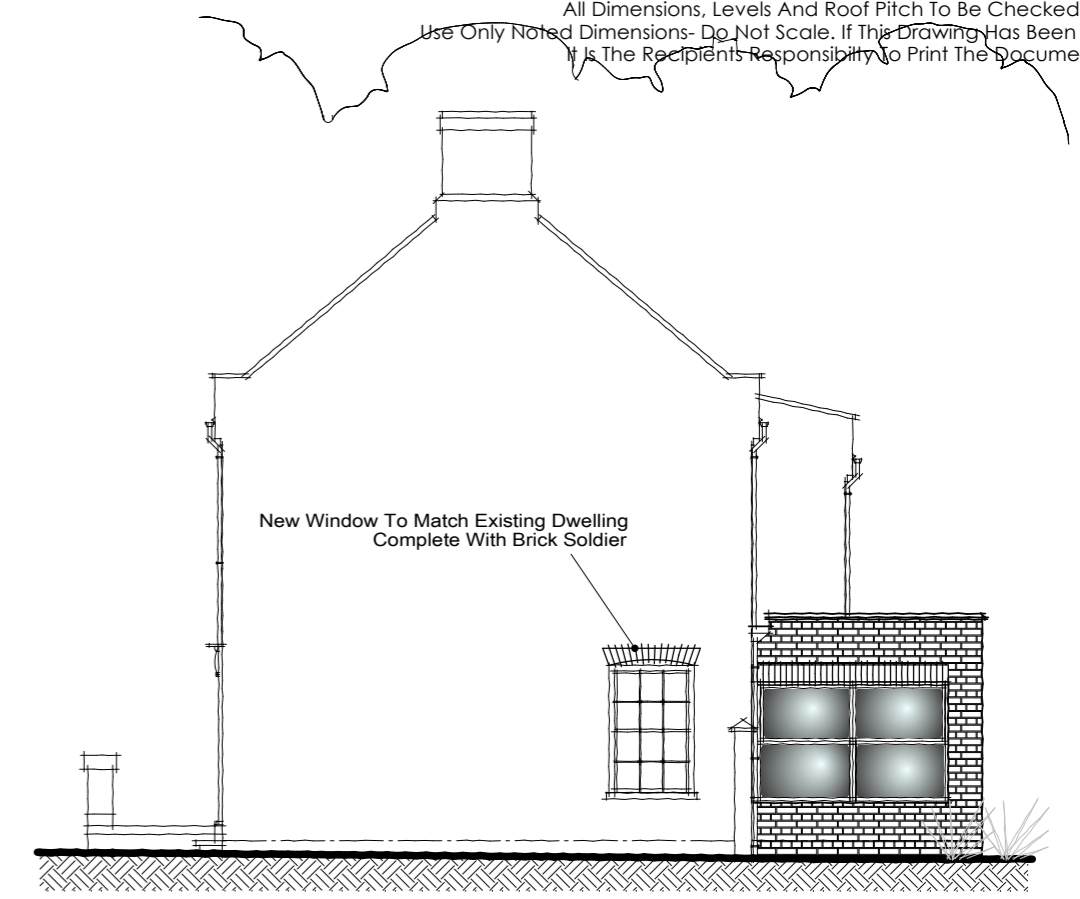 All Dimensions, Levels And Roof Pitch To Be Checked
Use Only Noted Dimensions- Do Not Scale. If This Drawing Has Been
It Is The Recipients Responsibilty To Print The Docume
New Window To Match Existing Dwelling
Complete With Brick Soldier